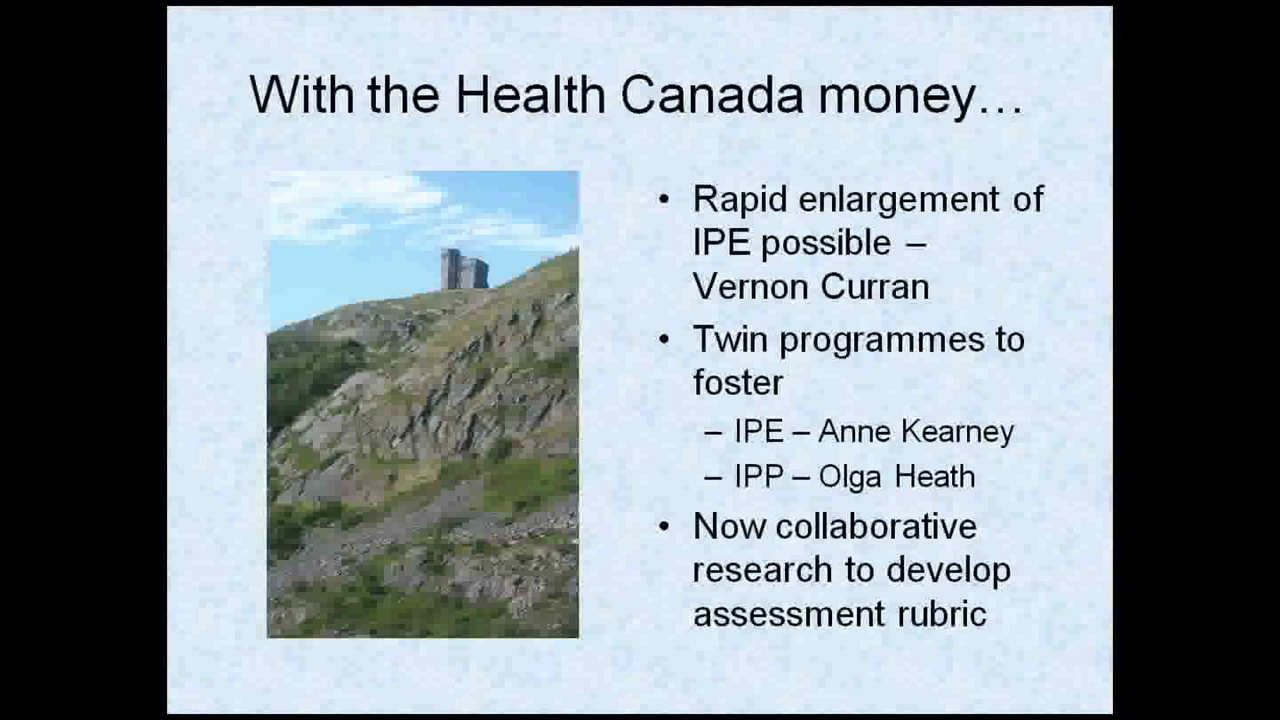 With the Health Canada money…
• Rapid enlargement of
IPE possible –
Vernon Curran
• Twin programmes to
foster
– IPE – Anne Kearney
– IPP – Olga Heath
• Now collaborative
research to develop
assessment rubric